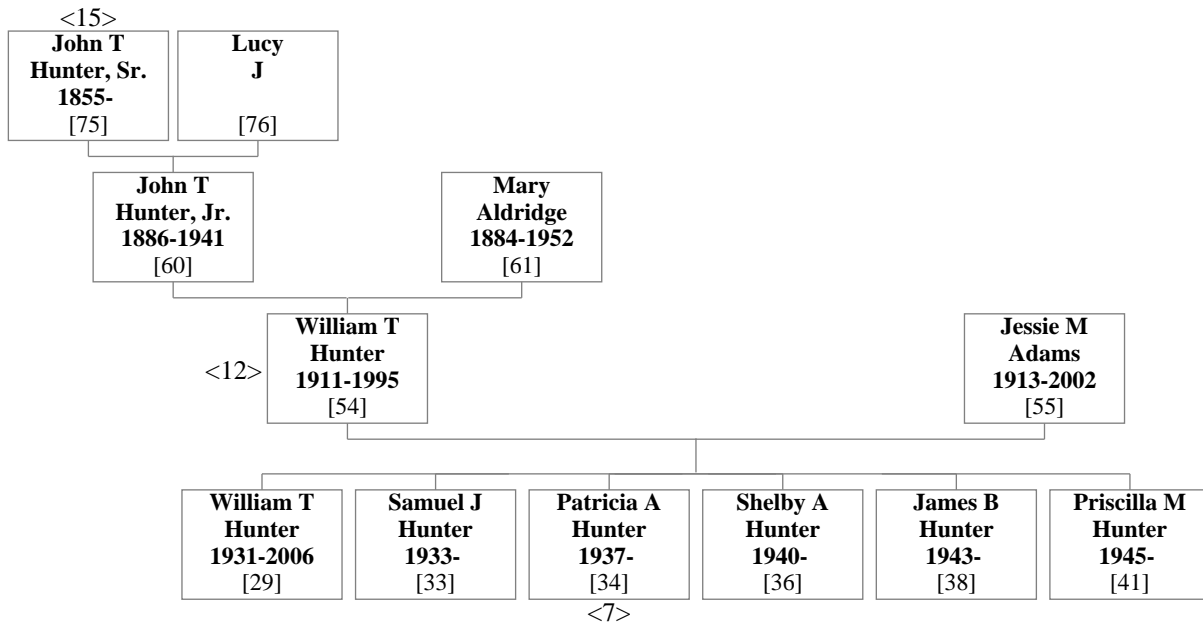 <15>
John T
Hunter, Sr.
1855-
[75]
Lucy
J
[76]
John T
Hunter, Jr.
1886-1941
[60]
Mary
Aldridge
1884-1952
[61]
<12>
William T
Hunter
1911-1995
[54]
Jessie M
Adams
1913-2002
[55]
William T
Hunter
1931-2006
[29]
Samuel J
Hunter
1933-
[33]
Patricia A
Hunter
1937-
[34]
Shelby A
Hunter
1940-
[36]
James B
Hunter
1943-
[38]
Priscilla M
Hunter
1945-
[41]
<7>